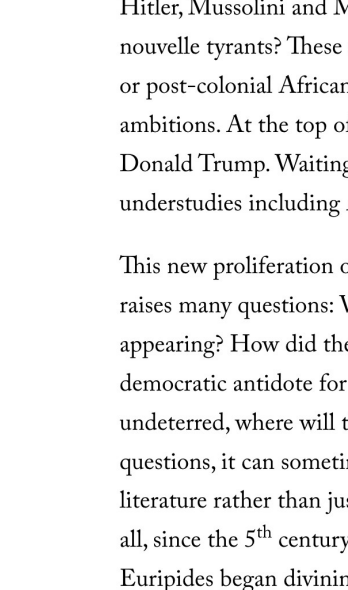 Hitler, Mussolini and M
nouvelle tyrants? These
or post-colonial African
ambitions. At the top o
Donald Trump. Waiting
understudies including
This new proliferation o
raises many questions: W
appearing? How did the
democratic antidote for
undeterred, where will t
questions, it can someti
literature rather than jus
all, since the 5th century
Euripides began divinin